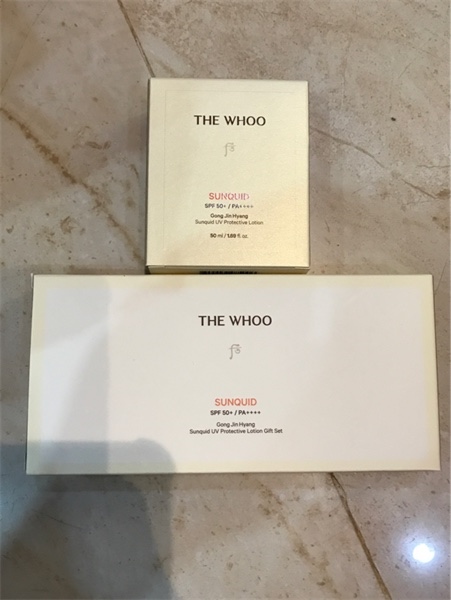 THE WHOO
SUNQUID
SPF 50+ / PA++++
Gong Jin Hyang
Sunquid UV Protective Lotion
50 ml / 1.69 fl. oz.
THE WHOO
SUNQUID
SPF 50+ / PA++++
Gong Jin Hyang
Sunquid UV Protective Lotion Gift Set